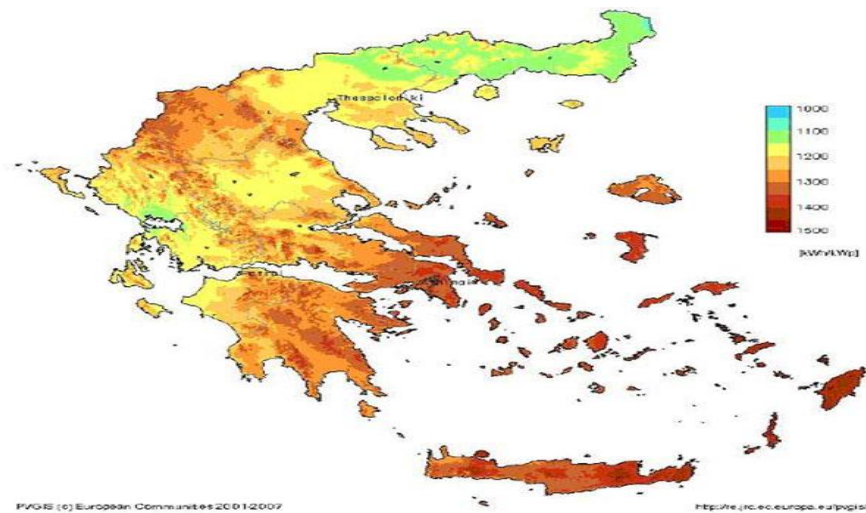 Thessaloniki
1000
1100
1200
1300
1400
1500
[kWh/kWp]
PVGIS (c) European Communities 2001-2007
http://re.jrc.ec.europa.eu/pvgis/